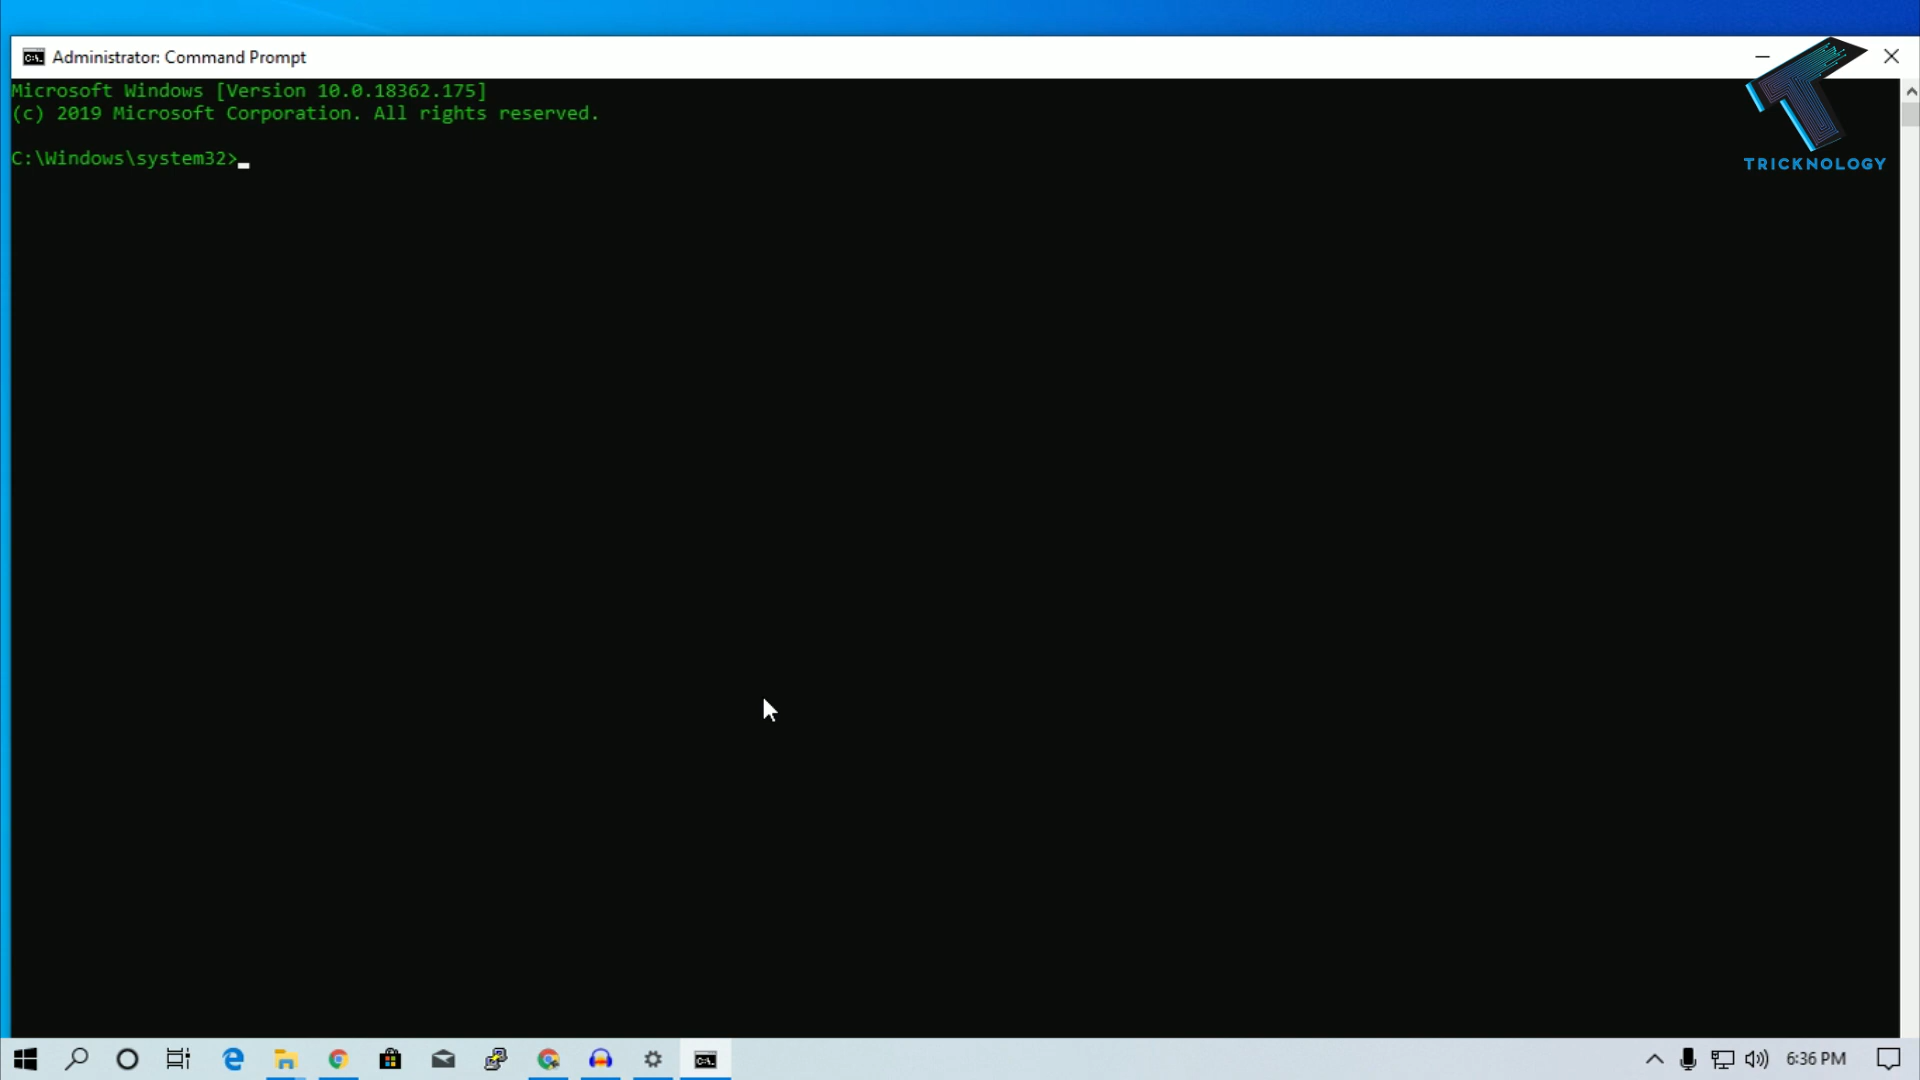 Administrator: Command Prompt
Microsoft Windows [Version 10.0.18362.175]
(c) 2019 Microsoft Corporation. All rights reserved.
C:\Windows\system32>
TRICKNOLOGY
6:36 PM